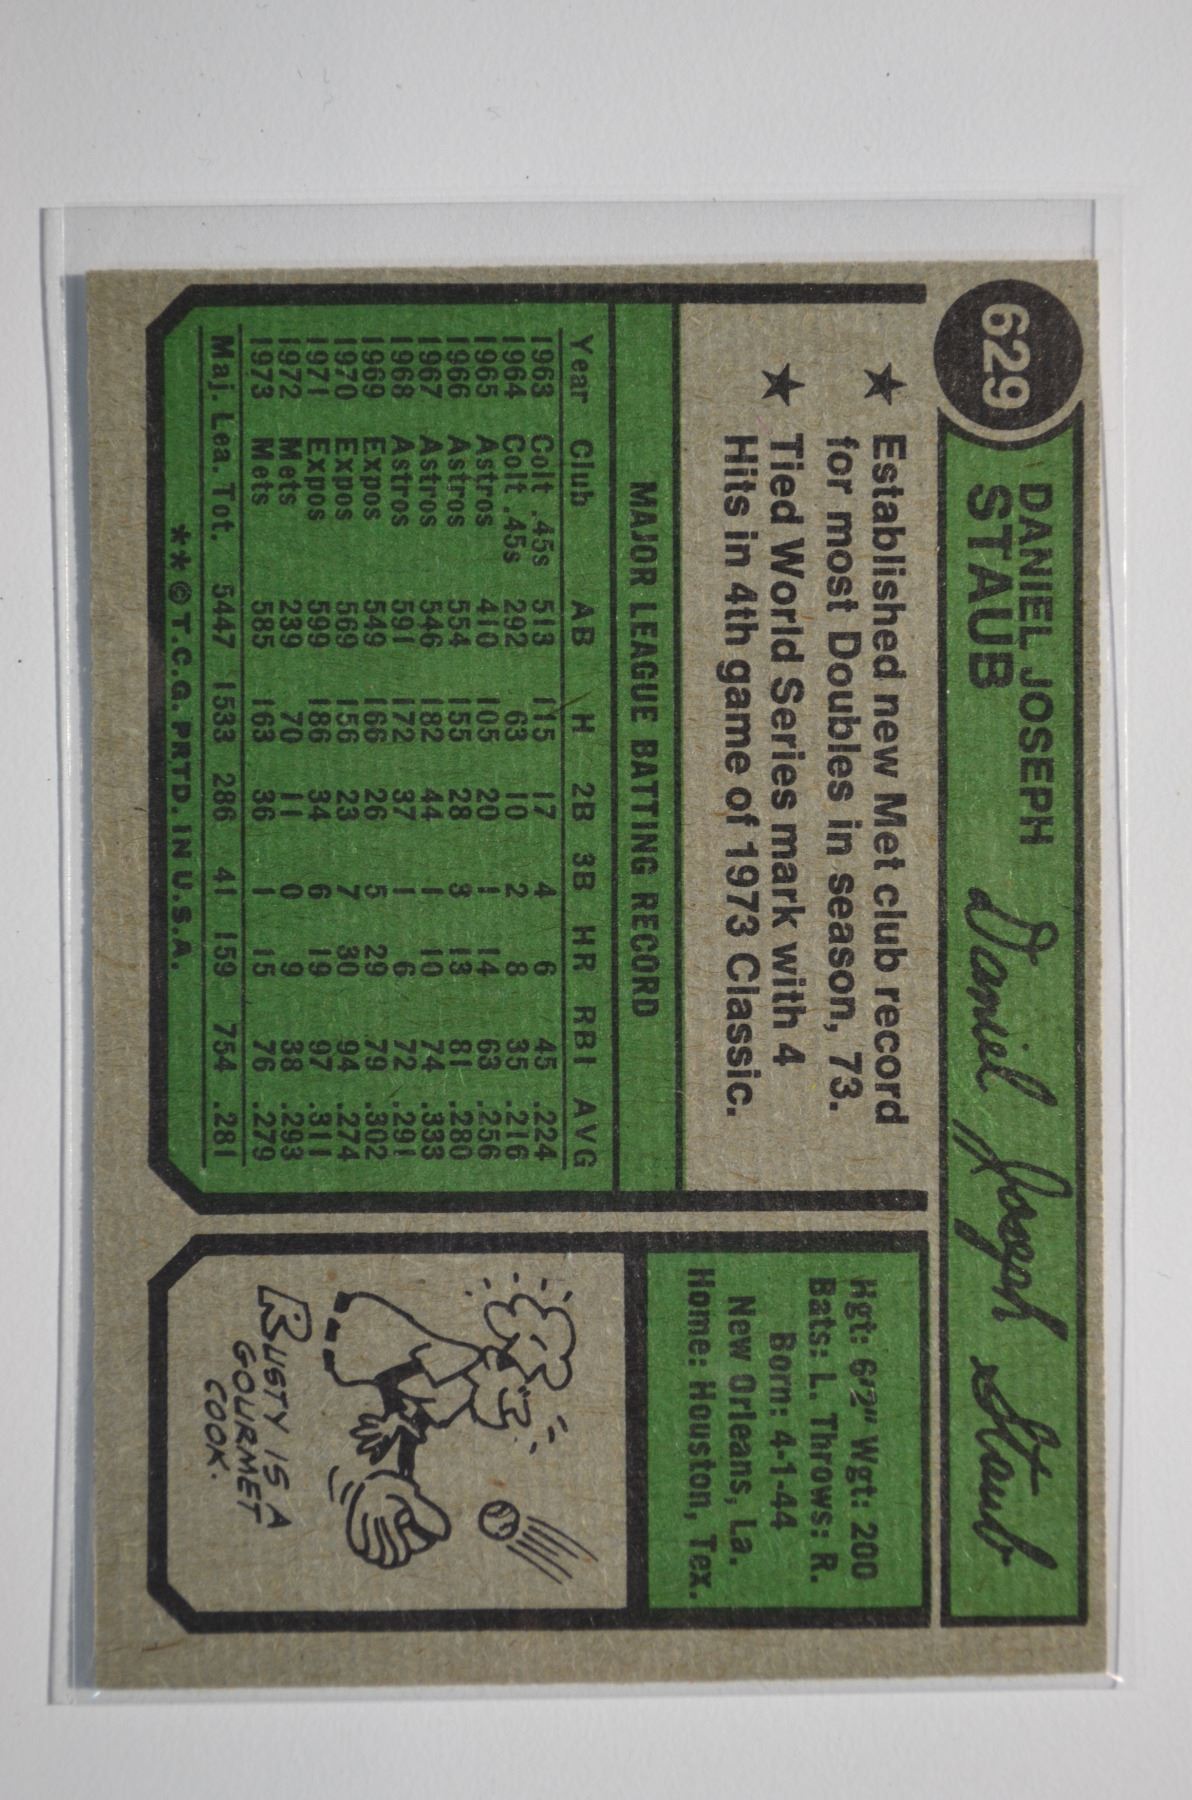 629
DANIEL JOSEPH
STAUB
Daniel Joseph Staub
★ Established new Met club record
for most Doubles in season, 73.
★ Tied World Series mark with 4
Hits in 4th game of 1973 Classic.
MAJOR LEAGUE BATTING RECORD
Year Club AB H 2B 3B HR RBI AVG
1963 Colt .45s 513 115 17 4 6 45 .224
1964 Colt .45s 292 63 10 2 8 35 .216
1965 Astros 410 105 20 1 14 63 .256
1966 Astros 554 155 28 3 13 81 .280
1967 Astros 546 182 44 1 10 74 .333
1968 Astros 591 172 37 1 6 72 .291
1969 Expos 549 166 26 5 29 79 .302
1970 Expos 569 156 23 7 30 94 .274
1971 Expos 599 186 34 6 19 97 .311
1972 Mets 239 70 11 0 9 38 .293
1973 Mets 585 163 36 1 15 76 .279
Maj. Lea. Tot. 5447 1533 286 41 159 754 .281
**© T.C.G. PRTD. IN U.S.A.
Hgt: 6'2" Wgt: 200
Bats: L. Throws: R.
Born: 4-1-44
New Orleans, La.
Home: Houston, Tex.
RUSTY IS A
GOURMET
COOK.